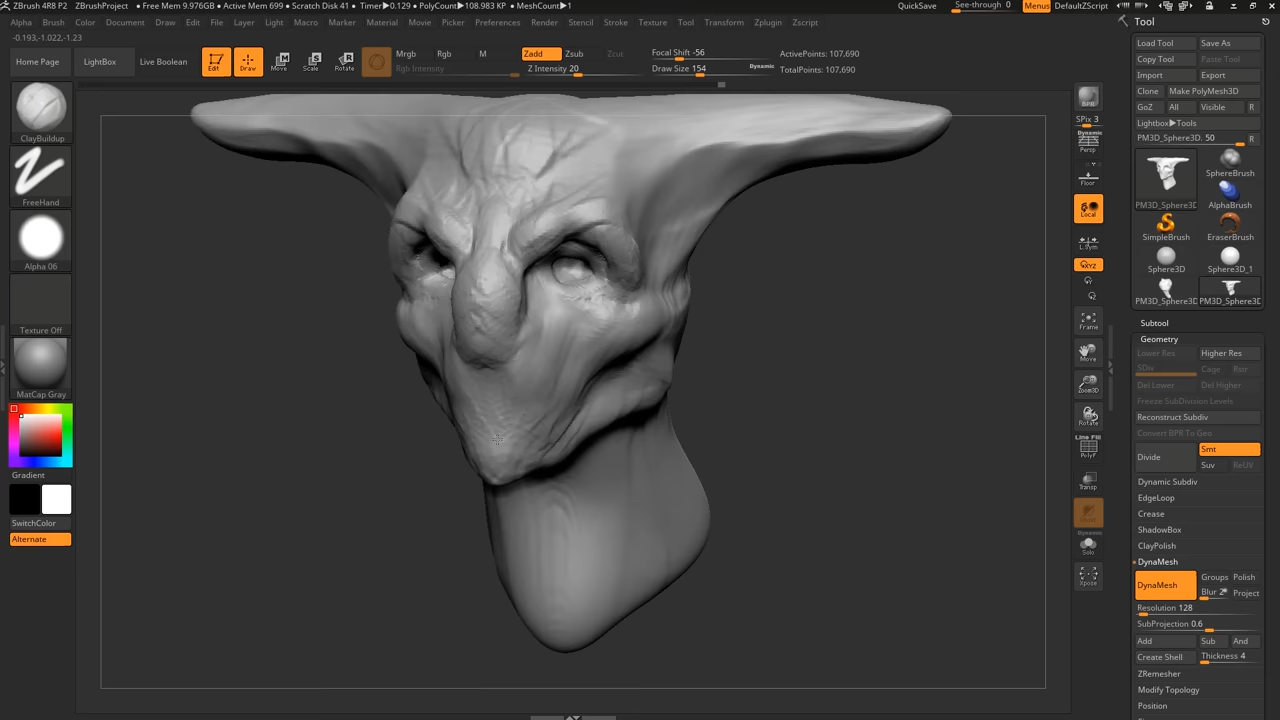 ZBrush 4R8 P2 ZBrushProject • Free Mem 9.976GB • Active Mem 699 • Scratch Disk 41 • Timer▶0.129 • PolyCount▶108.983 KP • MeshCount▶1 QuickSave See-through 0 Menus DefaultZScript
Alpha Brush Color Document Draw Edit File Layer Light Macro Marker Material Movie Picker Preferences Render Stencil Stroke Texture Tool Transform Zplugin Zscript
-0.193,-1.022,-1.23
Home Page LightBox Live Boolean Edit Draw Move Scale Rotate
Mrgb Rgb M Zadd Zsub Zcut Focal Shift -56 ActivePoints: 107.690
Rgb Intensity Z Intensity 20 Draw Size 154 Dynamic TotalPoints: 107.690
ClayBuildup
FreeHand
Alpha 06
Texture Off
MatCap Gray
Gradient
SwitchColor
Alternate
BPR
SPix 3
Dynamic
Persp
Floor
Local
L.Sym
XYZ
Frame
Move
Zoom3D
Rotate
Line Fill
PolyF
Transp
Dynamic
Solo
Xpose
Tool
Load Tool Save As
Copy Tool Paste Tool
Import Export
Clone Make PolyMesh3D
GoZ All Visible R
Lightbox▶Tools
PM3D_Sphere3D. 50 R
PM3D_Sphere3D SphereBrush
AlphaBrush
SimpleBrush EraserBrush
Sphere3D Sphere3D_1
PM3D_Sphere3D PM3D_Sphere3D
Subtool
Geometry
Lower Res Higher Res
SDiv Cage Rstr
Del Lower Del Higher
Freeze SubDivision Levels
Reconstruct Subdiv
Convert BPR To Geo
Divide Smt
Suv ReUV
Dynamic Subdiv
EdgeLoop
Crease
ShadowBox
ClayPolish
DynaMesh
DynaMesh Groups Polish
Blur 2 Project
Resolution 128
SubProjection 0.6
Add Sub And
Create Shell Thickness 4
ZRemesher
Modify Topology
Position